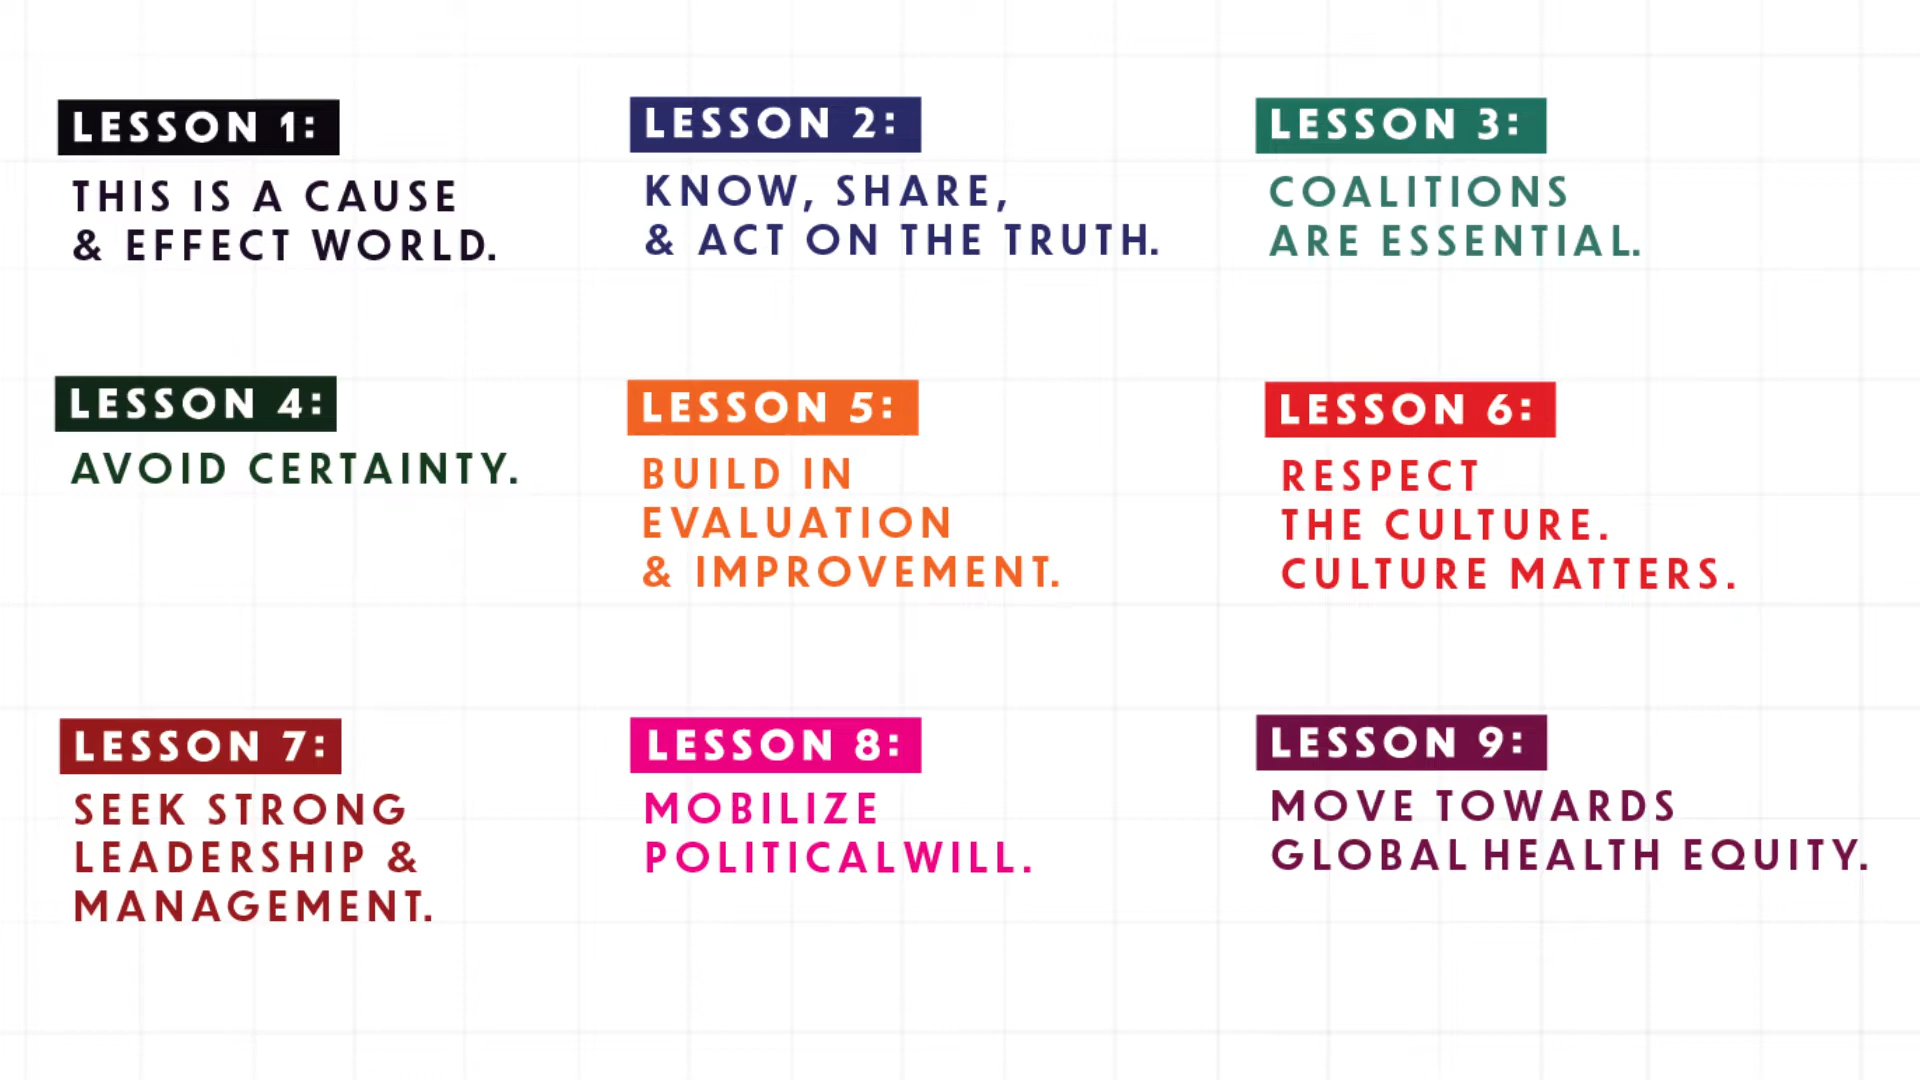 LESSON 1:
THIS IS A CAUSE
& EFFECT WORLD.
LESSON 2:
KNOW, SHARE,
& ACT ON THE TRUTH.
LESSON 3:
COALITIONS
ARE ESSENTIAL.
LESSON 4:
AVOID CERTAINTY.
LESSON 5:
BUILD IN
EVALUATION
& IMPROVEMENT.
LESSON 6:
RESPECT
THE CULTURE.
CULTURE MATTERS.
LESSON 7:
SEEK STRONG
LEADERSHIP &
MANAGEMENT.
LESSON 8:
MOBILIZE
POLITICAL WILL.
LESSON 9:
MOVE TOWARDS
GLOBAL HEALTH EQUITY.